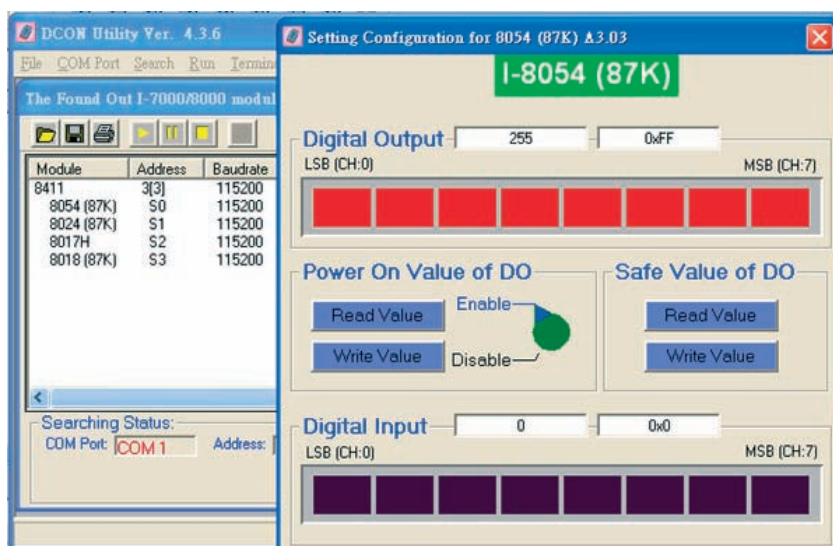 DCON Utility Ver. 4.3.6
File COM Port Search Run
The Found Out I-7000/8000
Module Address Baudrate
8411 3[3] 115200
8054 (87K) S0 115200
8024 (87K) S1 115200
8017H S2 115200
8018 (87K) S3 115200
Searching Status:
COM Port: COM 1 Address:
Setting Configuration for 8054 (87K) A3.03
I-8054 (87K)
Digital Output 255 0xFF
LSB (CH:0) MSB (CH:7)
Power On Value of DO
Read Value Enable
Write Value Disable
Safe Value of DO
Read Value
Write Value
Digital Input 0 0x0
LSB (CH:0) MSB (CH:7)